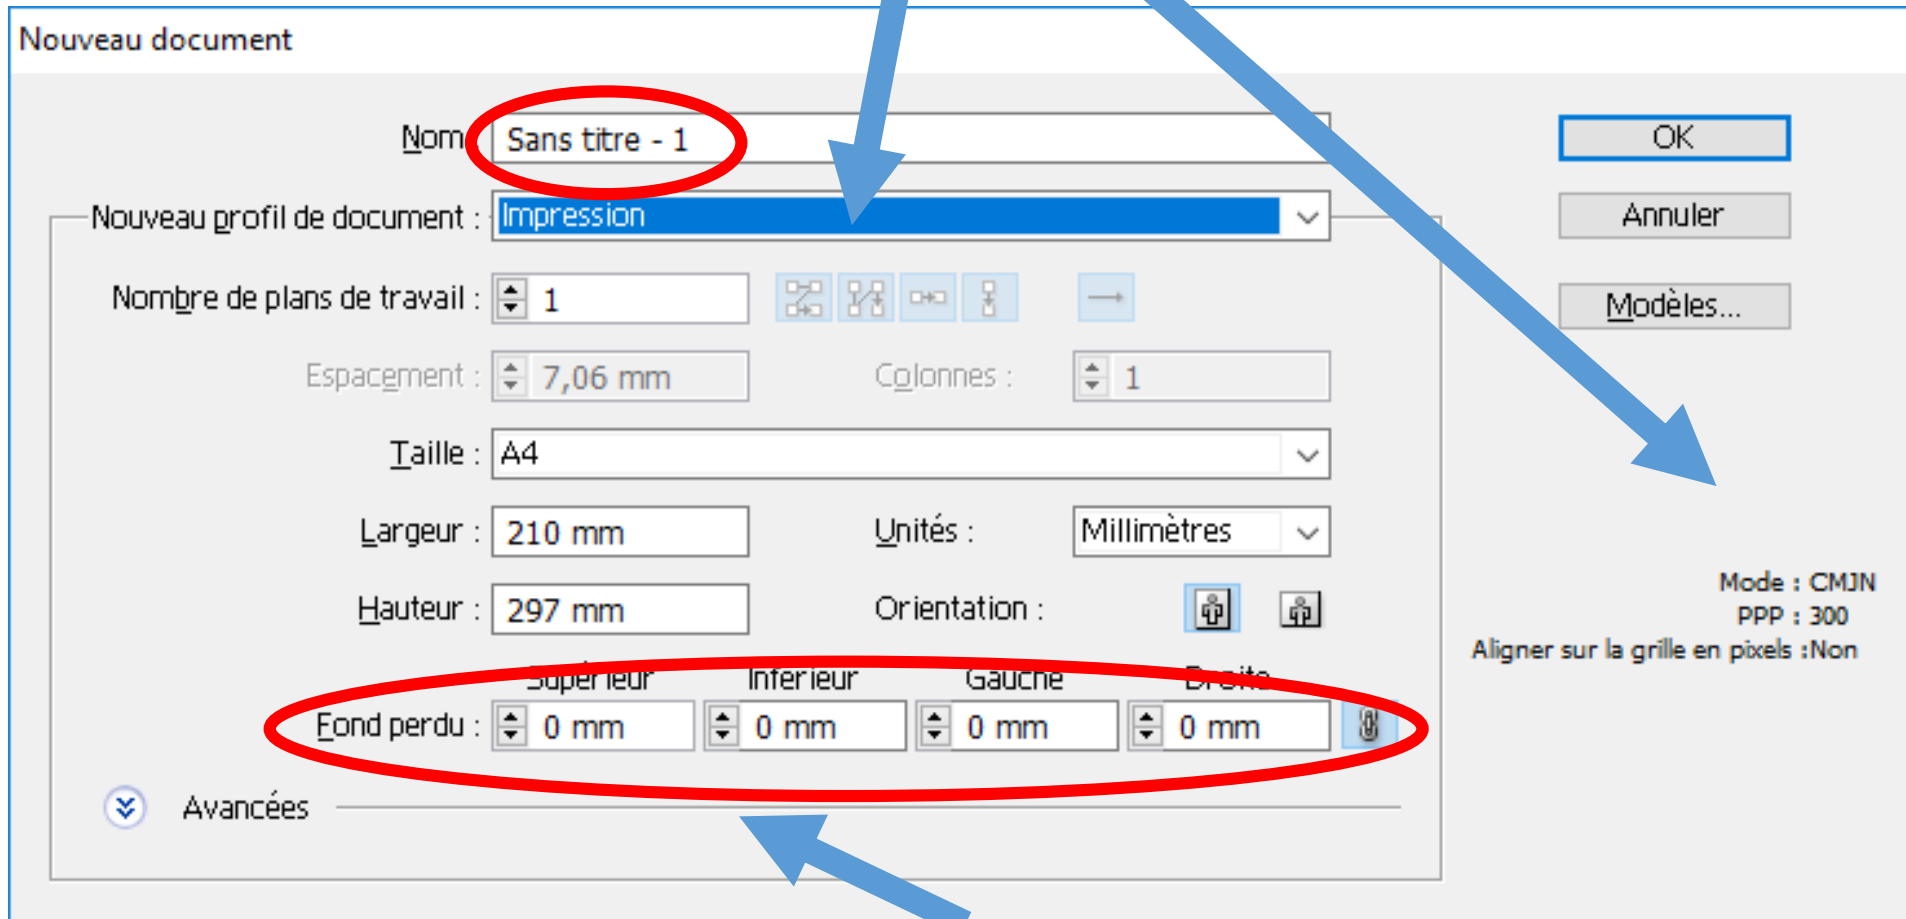 Nouveau document
Nom Sans titre - 1
OK
Nouveau profil de document : Impression
Annuler
Nombre de plans de travail : 1
Modèles...
Espacement : 7,06 mm Colonnes : 1
Taille : A4
Largeur : 210 mm Unités : Millimètres
Mode : CMJN
Hauteur : 297 mm Orientation :
PPP : 300
Aligner sur la grille en pixels :Non
Supérieur Inférieur Gauche Droite
Fond perdu : 0 mm 0 mm 0 mm 0 mm
Avancées